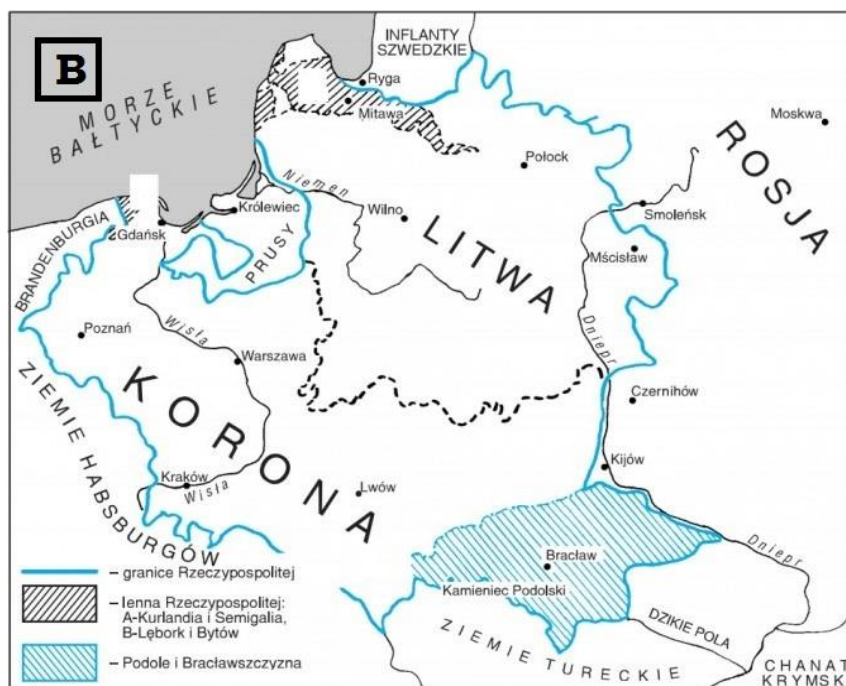 B
INFLANTY
SZWEDZKIE
MORZE
BAŁTYCKIE
Ryga
Mitawa
Moskwa
ROSJA
Połock
Niemen
BRANDENBURGIA
Gdańsk
Królewiec
Wilno
Smoleńsk
PRUSY
LITWA
Mścisław
Poznań
Wisła
Warszawa
Dniepr
ZIEMIE HABSBURGÓW
KORONA
Czernihów
Kijów
Kraków
Wisła
Lwów
Bracław
Dniepr
Kamieniec Podolski
DZIKIE POLA
ZIEMIE TURECKIE
CHANAT
KRYMSK
– granice Rzeczypospolitej
– lenna Rzeczypospolitej:
A-Kurlandia i Semigalia,
B-Lębork i Bytów
– Podole i Bracławszczyzna